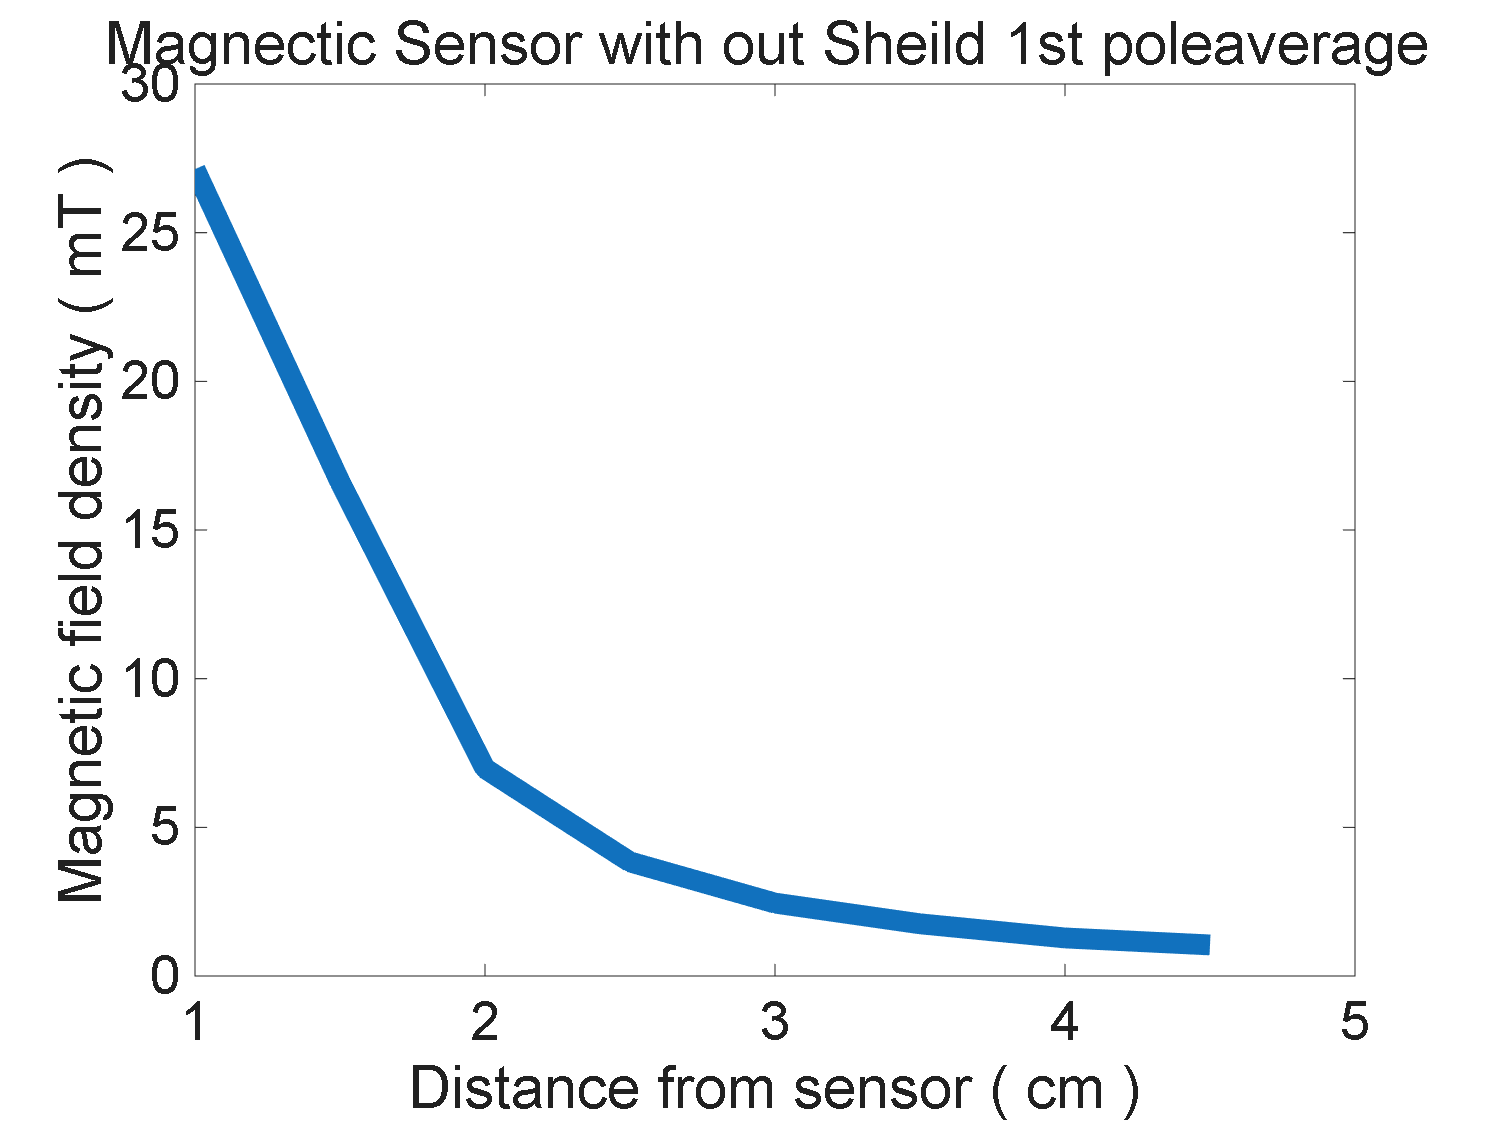 Magnectic Sensor with out Sheild 1st poleaverage
30
25
20
15
10
5
0
Magnetic field density ( mT )
1 2 3 4 5
Distance from sensor ( cm )